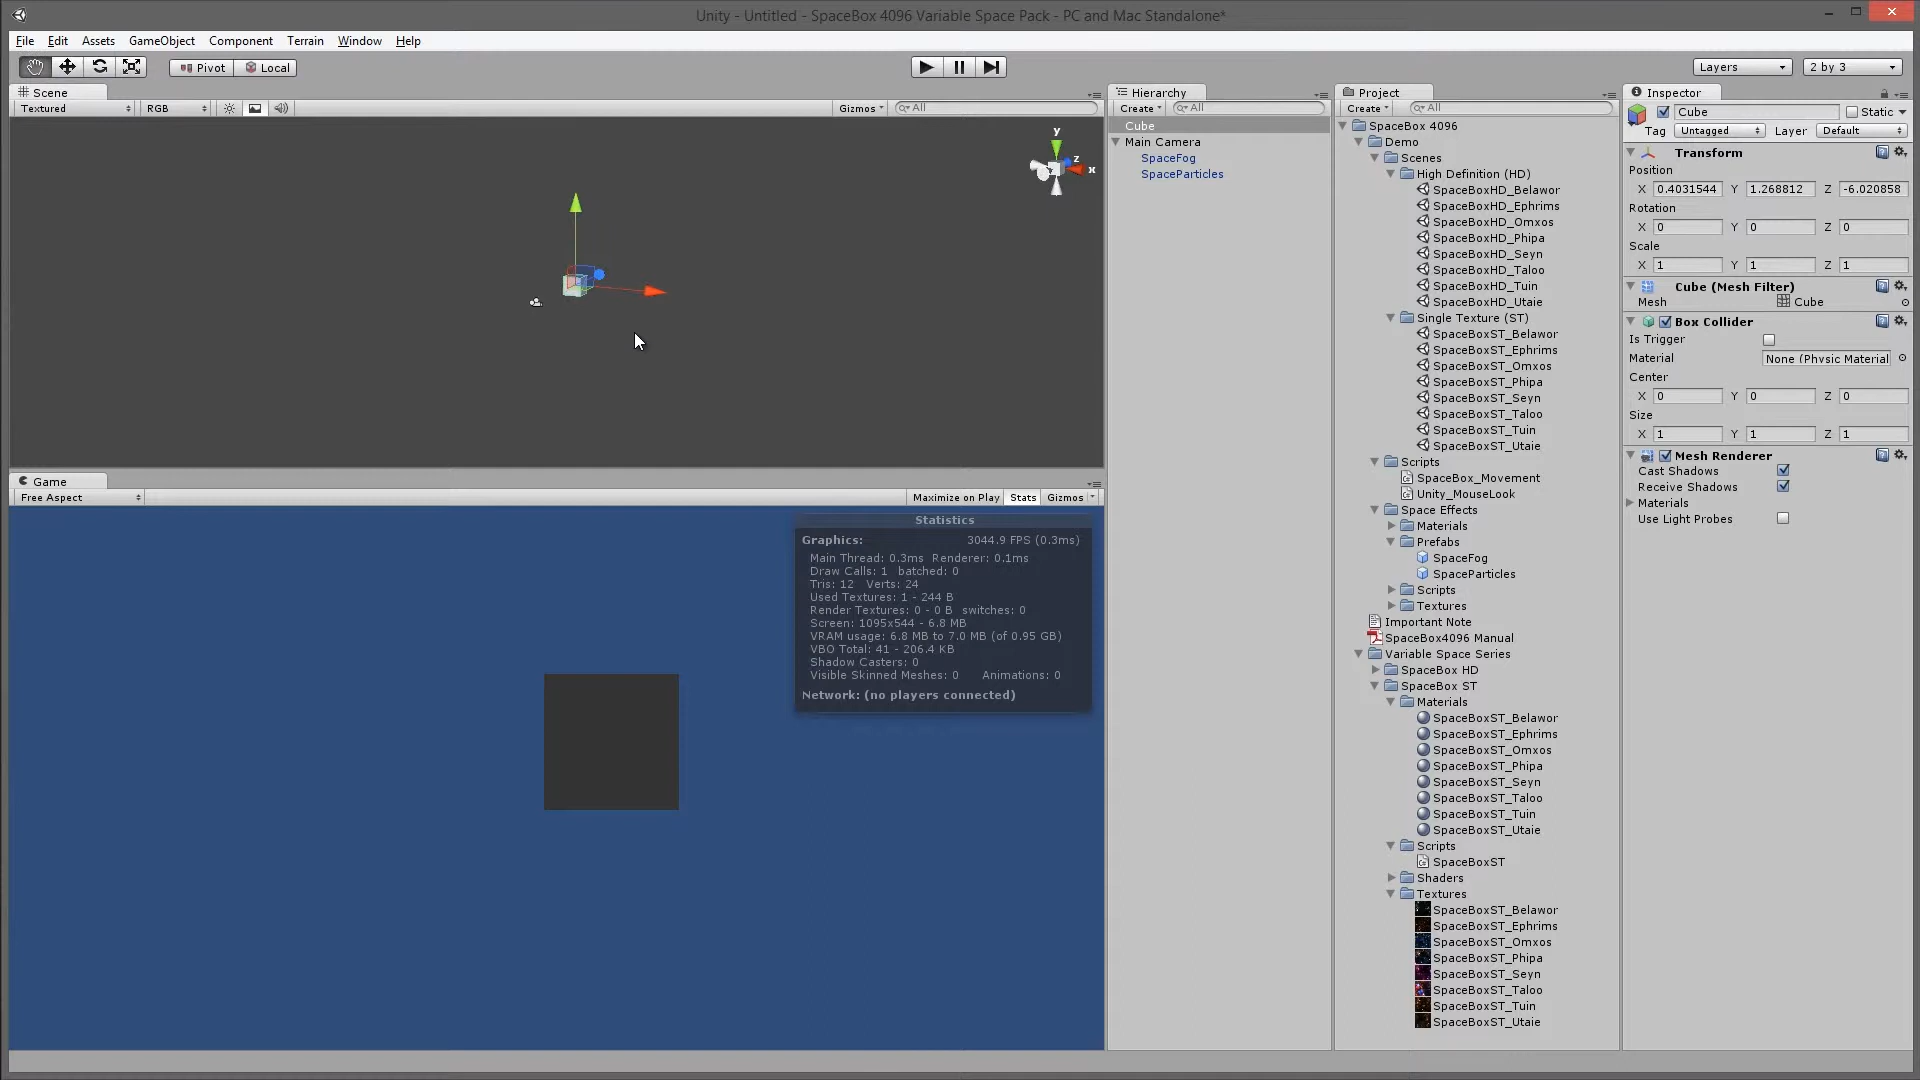 Unity - Untitled - SpaceBox 4096 Variable Space Pack - PC and Mac Standalone*
File Edit Assets GameObject Component Terrain Window Help
Pivot Local
Layers
2 by 3
Scene
Textured RGB Gizmos All
y
z
x
Game
Free Aspect Maximize on Play Stats Gizmos
Statistics
Graphics: 3044.9 FPS (0.3ms)
Main Thread: 0.3ms Renderer: 0.1ms
Draw Calls: 1 batched: 0
Tris: 12 Verts: 24
Used Textures: 1 - 244 B
Render Textures: 0 - 0 B switches: 0
Screen: 1095x544 - 6.8 MB
VRAM usage: 6.8 MB to 7.0 MB (of 0.95 GB)
VBO Total: 41 - 206.4 KB
Shadow Casters: 0
Visible Skinned Meshes: 0 Animations: 0
Network: (no players connected)
Hierarchy
Create All
Cube
Main Camera
SpaceFog
SpaceParticles
Project
Create All
SpaceBox 4096
Demo
Scenes
High Definition (HD)
SpaceBoxHD_Belawor
SpaceBoxHD_Ephrims
SpaceBoxHD_Omxos
SpaceBoxHD_Phipa
SpaceBoxHD_Seyn
SpaceBoxHD_Taloo
SpaceBoxHD_Tuin
SpaceBoxHD_Utaie
Single Texture (ST)
SpaceBoxST_Belawor
SpaceBoxST_Ephrims
SpaceBoxST_Omxos
SpaceBoxST_Phipa
SpaceBoxST_Seyn
SpaceBoxST_Taloo
SpaceBoxST_Tuin
SpaceBoxST_Utaie
Scripts
SpaceBox_Movement
Unity_MouseLook
Space Effects
Materials
Prefabs
SpaceFog
SpaceParticles
Scripts
Textures
Important Note
SpaceBox4096 Manual
Variable Space Series
SpaceBox HD
SpaceBox ST
Materials
SpaceBoxST_Belawor
SpaceBoxST_Ephrims
SpaceBoxST_Omxos
SpaceBoxST_Phipa
SpaceBoxST_Seyn
SpaceBoxST_Taloo
SpaceBoxST_Tuin
SpaceBoxST_Utaie
Scripts
SpaceBoxST
Shaders
Textures
SpaceBoxST_Belawor
SpaceBoxST_Ephrims
SpaceBoxST_Omxos
SpaceBoxST_Phipa
SpaceBoxST_Seyn
SpaceBoxST_Taloo
SpaceBoxST_Tuin
SpaceBoxST_Utaie
Inspector
Cube Static
Tag Untagged Layer Default
Transform
Position
X 0.4031544 Y 1.268812 Z -6.020858
Rotation
X 0 Y 0 Z 0
Scale
X 1 Y 1 Z 1
Cube (Mesh Filter)
Mesh Cube
Box Collider
Is Trigger
Material None (Physic Material
Center
X 0 Y 0 Z 0
Size
X 1 Y 1 Z 1
Mesh Renderer
Cast Shadows
Receive Shadows
Materials
Use Light Probes